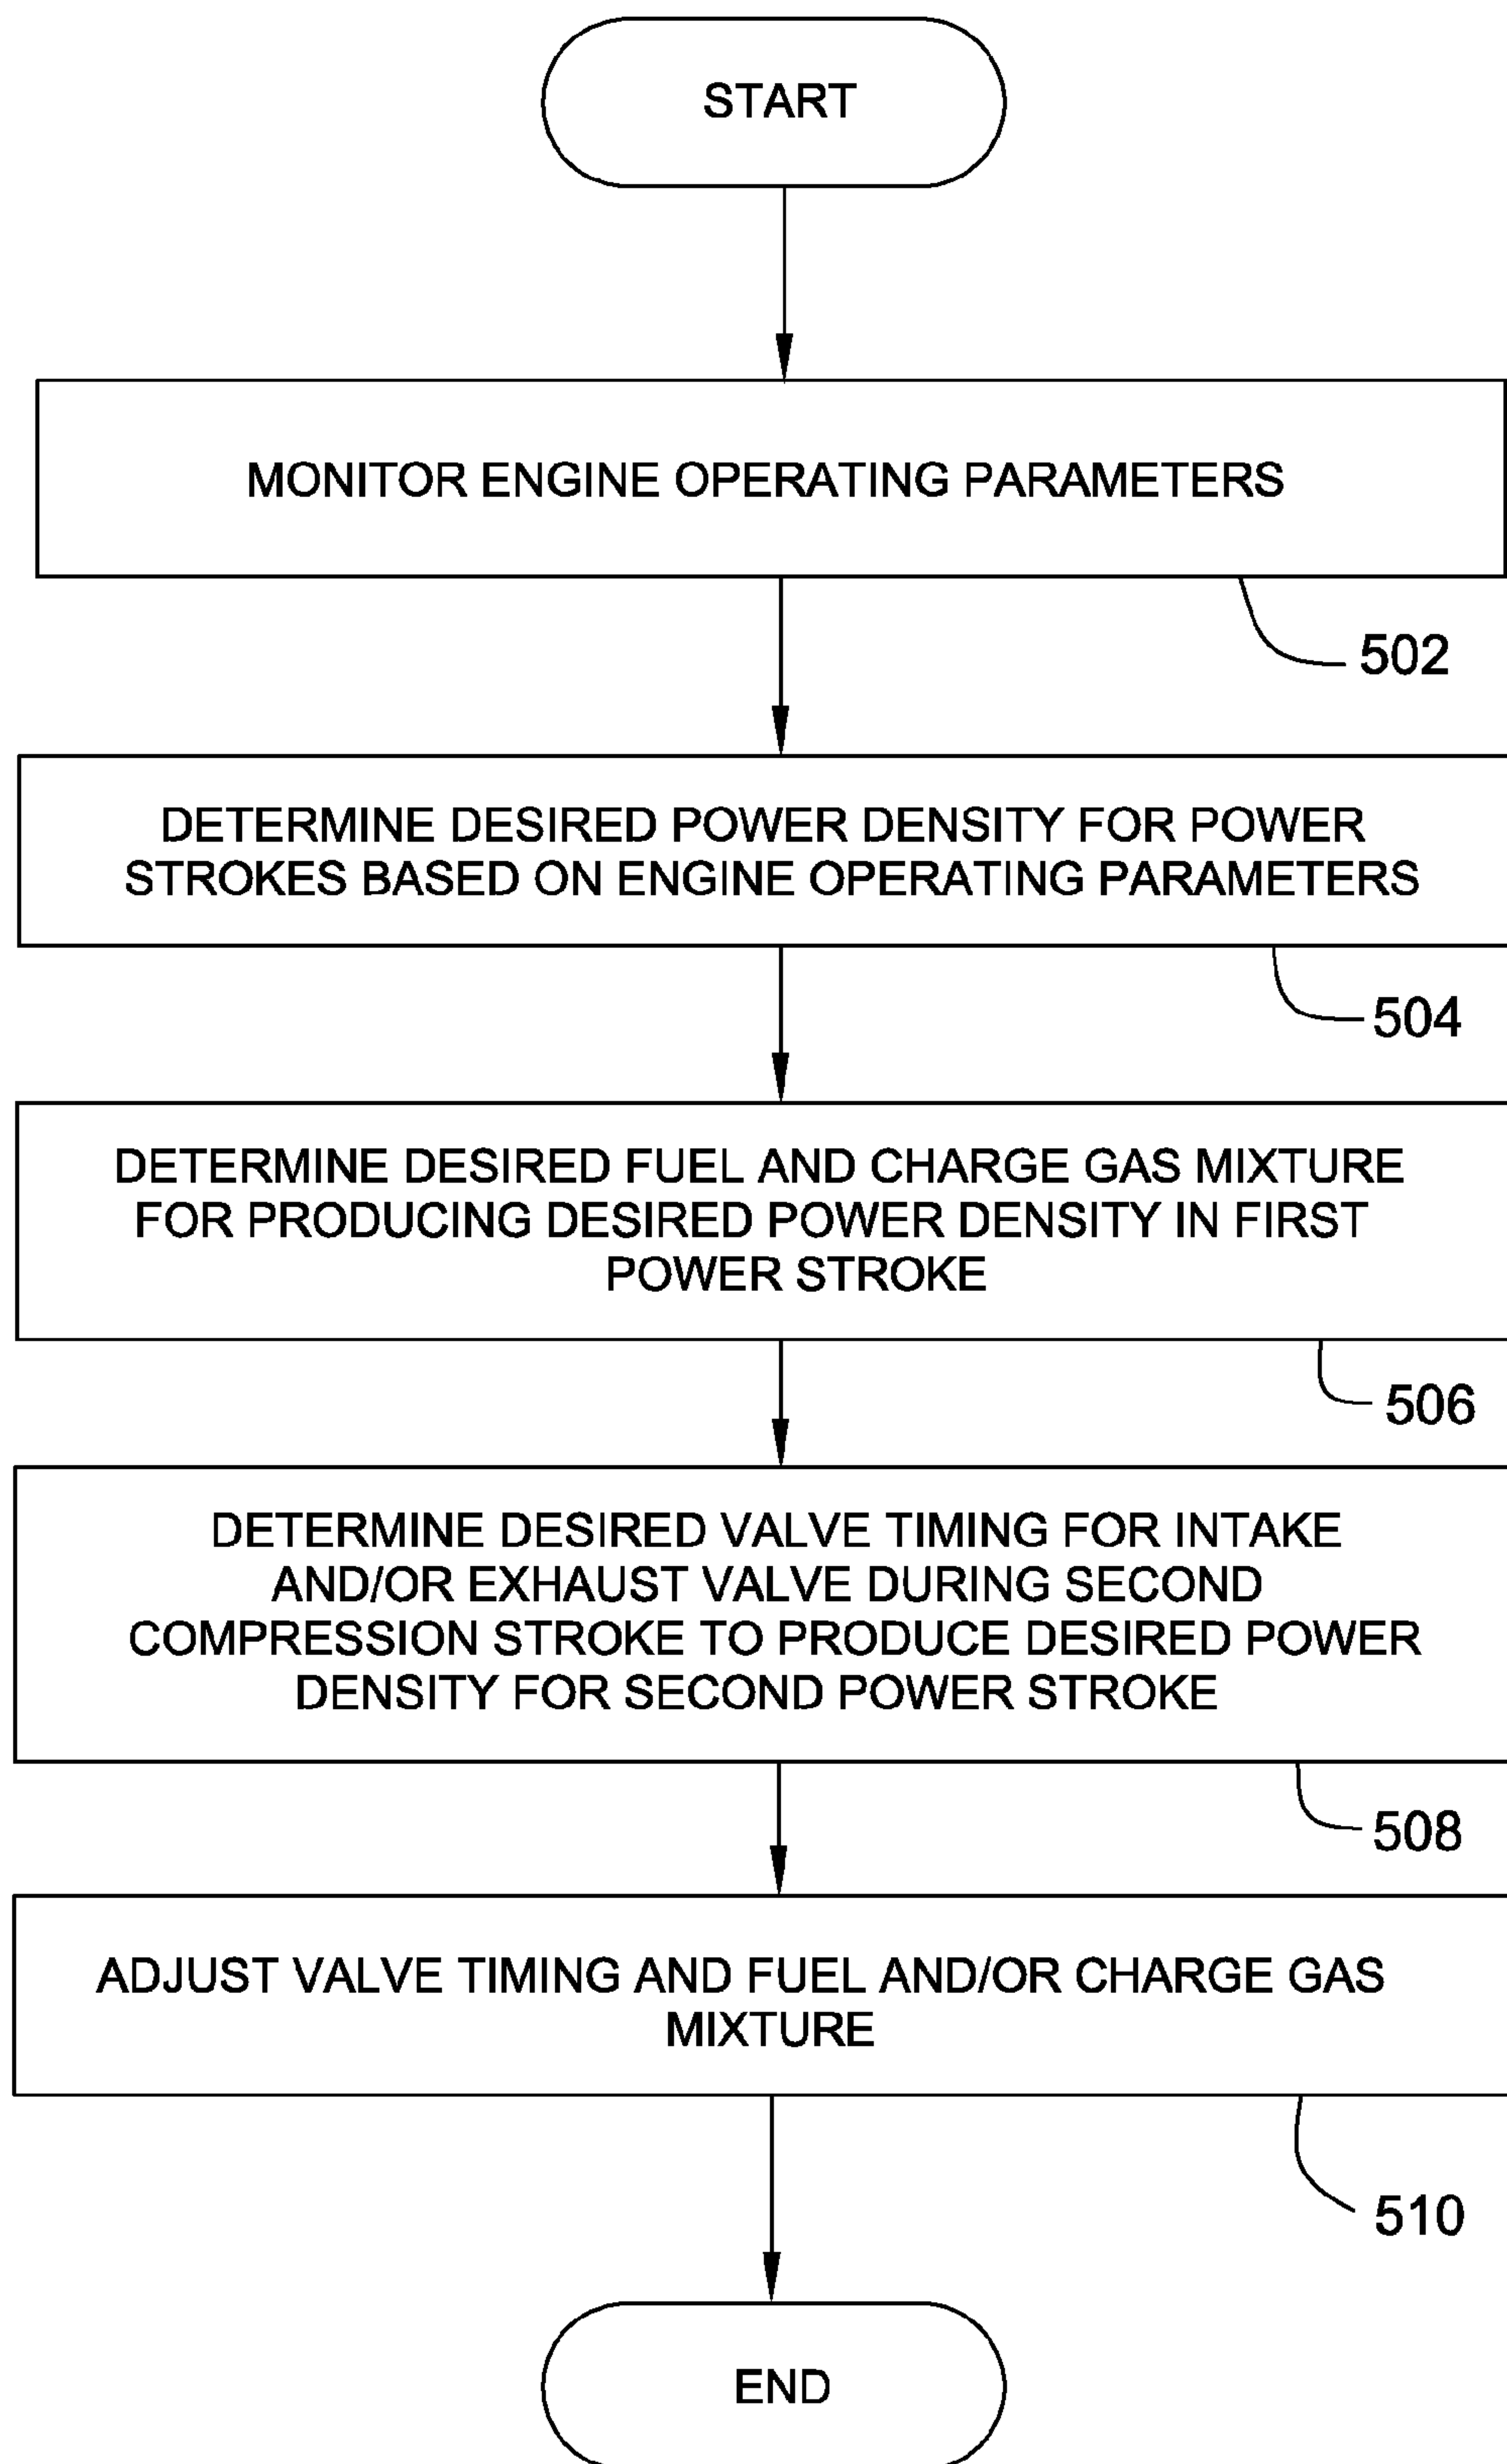 START
MONITOR ENGINE OPERATING PARAMETERS
502
DETERMINE DESIRED POWER DENSITY FOR POWER
STROKES BASED ON ENGINE OPERATING PARAMETERS
504
DETERMINE DESIRED FUEL AND CHARGE GAS MIXTURE
FOR PRODUCING DESIRED POWER DENSITY IN FIRST
POWER STROKE
506
DETERMINE DESIRED VALVE TIMING FOR INTAKE
AND/OR EXHAUST VALVE DURING SECOND
COMPRESSION STROKE TO PRODUCE DESIRED POWER
DENSITY FOR SECOND POWER STROKE
508
ADJUST VALVE TIMING AND FUEL AND/OR CHARGE GAS
MIXTURE
510
END